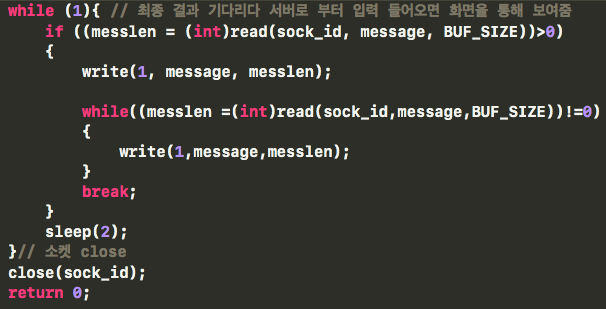 while (1){ // 최종 결과 기다리다 서버로 부터 입력 들어오면 화면을 통해 보여줌
if ((messlen = (int)read(sock_id, message, BUF_SIZE))>0)
{
write(1, message, messlen);
while((messlen =(int)read(sock_id,message,BUF_SIZE))!=0)
{
write(1,message,messlen);
}
break;
}
sleep(2);
}// 소켓 close
close(sock_id);
return 0;